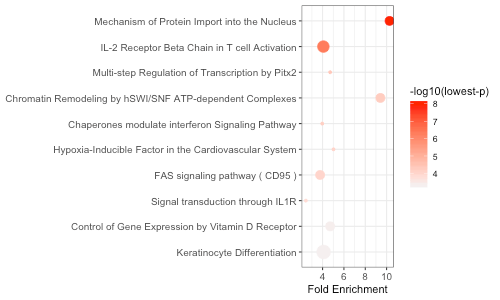 Mechanism of Protein Import into the Nucleus
IL-2 Receptor Beta Chain in T cell Activation
Multi-step Regulation of Transcription by Pitx2
Chromatin Remodeling by hSWI/SNF ATP-dependent Complexes
Chaperones modulate interferon Signaling Pathway
Hypoxia-Inducible Factor in the Cardiovascular System
FAS signaling pathway ( CD95 )
Signal transduction through IL1R
Control of Gene Expression by Vitamin D Receptor
Keratinocyte Differentiation
4 6 8 10
Fold Enrichment
-log10(lowest-p)
8
7
6
5
4